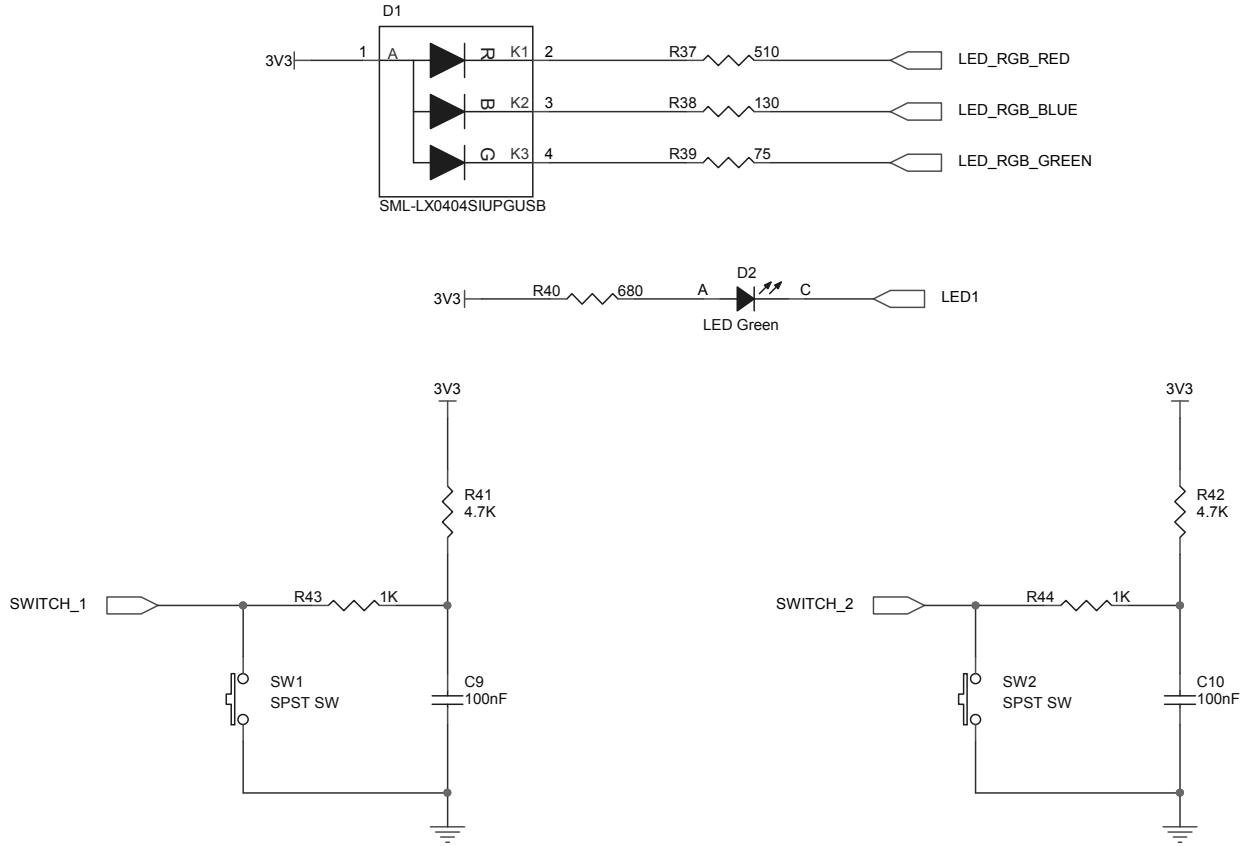 D1
3V3 1 A R K1 2 R37 510 LED_RGB_RED
B K2 3 R38 130 LED_RGB_BLUE
G K3 4 R39 75 LED_RGB_GREEN
SML-LX0404SIUPGUSB
D2
3V3 R40 680 A C LED1
LED Green
3V3
R41
4.7K
SWITCH_1 R43 1K
SW1
SPST SW
C9
100nF
3V3
R42
4.7K
SWITCH_2 R44 1K
SW2
SPST SW
C10
100nF